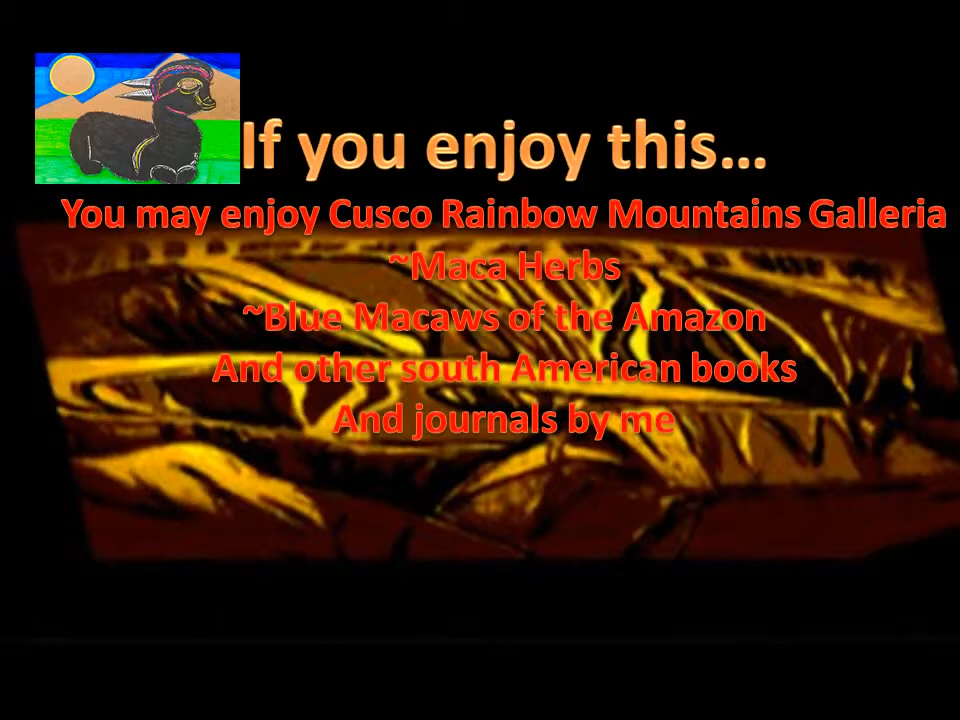 If you enjoy this…
You may enjoy Cusco Rainbow Mountains Galleria
~Maca Herbs
~Blue Macaws of the Amazon
And other south American books
And journals by me